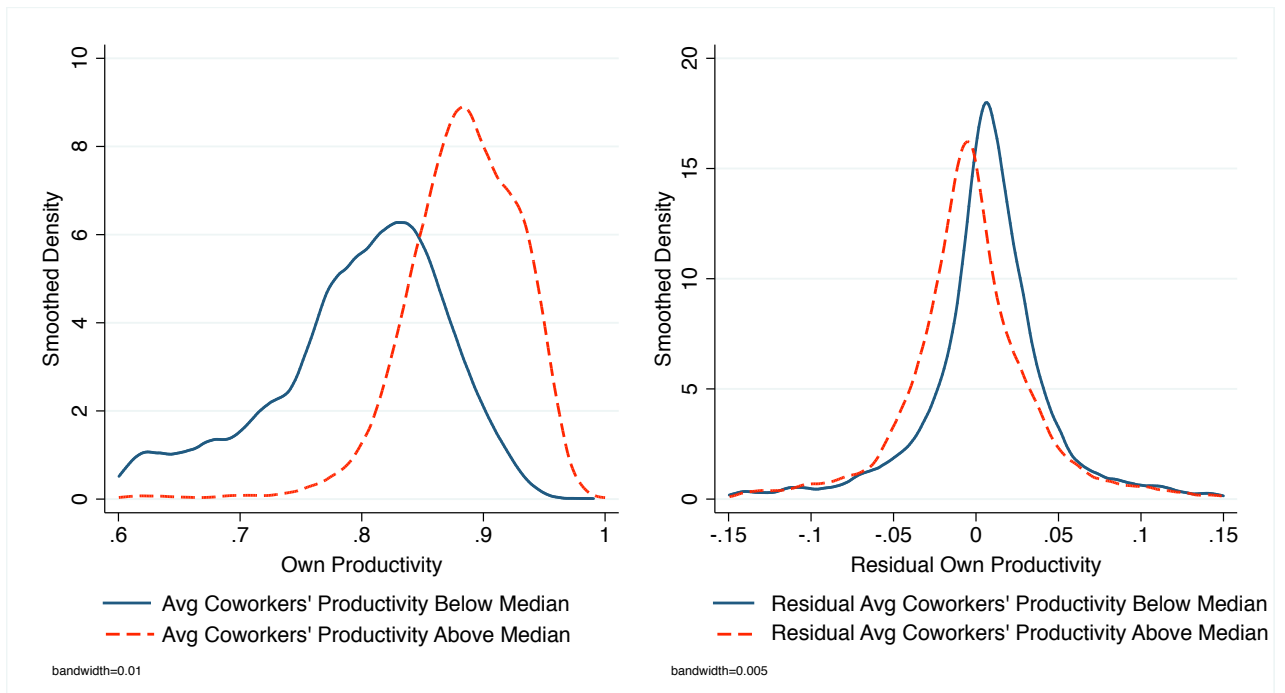 10
8
6
4
2
0
Smoothed Density
.6 .7 .8 .9 1
Own Productivity
Avg Coworkers' Productivity Below Median
Avg Coworkers' Productivity Above Median
bandwidth=0.01
20
15
10
5
0
Smoothed Density
-.15 -.1 -.05 0 .05 .1 .15
Residual Own Productivity
Residual Avg Coworkers' Productivity Below Median
Residual Avg Coworkers' Productivity Above Median
bandwidth=0.005